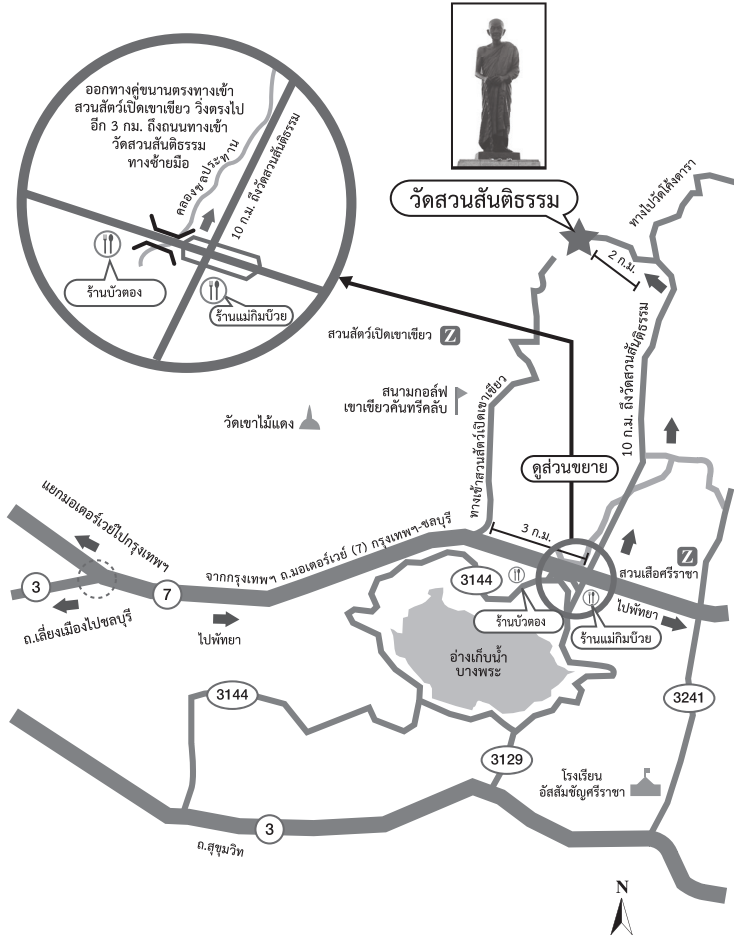 ออกทางคู่ขนานตรงทางเข้า
สวนสัตว์เปิดเขาเขียว วิ่งตรงไป
อีก 3 กม. ถึงถนนทางเข้า
วัดสวนสันติธรรม
ทางซ้ายมือ
คลองชลประทาน
10 ก.ม. ถึงวัดสวนสันติธรรม
ร้านบัวตอง
ร้านแม่กิมบ๊วย
วัดสวนสันติธรรม
ทางไปวัดโค้งดารา
2 ก.ม.
สวนสัตว์เปิดเขาเขียว
Z
สนามกอล์ฟ
เขาเขียวคันทรีคลับ
วัดเขาไม้แดง
ทางเข้าสวนสัตว์เปิดเขาเขียว
10 ก.ม. ถึงวัดสวนสันติธรรม
ดูส่วนขยาย
แยกมอเตอร์เวย์ไปกรุงเทพฯ
จากกรุงเทพฯ ถ.มอเตอร์เวย์ (7) กรุงเทพฯ-ชลบุรี
3 ก.ม.
Z
สวนเสือศรีราชา
3
7
3144
ร้านบัวตอง
ร้านแม่กิมบ๊วย
ไปพัทยา
ถ.เลี่ยงเมืองไปชลบุรี
ไปพัทยา
อ่างเก็บน้ำ
บางพระ
3144
3241
3129
โรงเรียน
อัสสัมชัญศรีราชา
3
ถ.สุขุมวิท
N